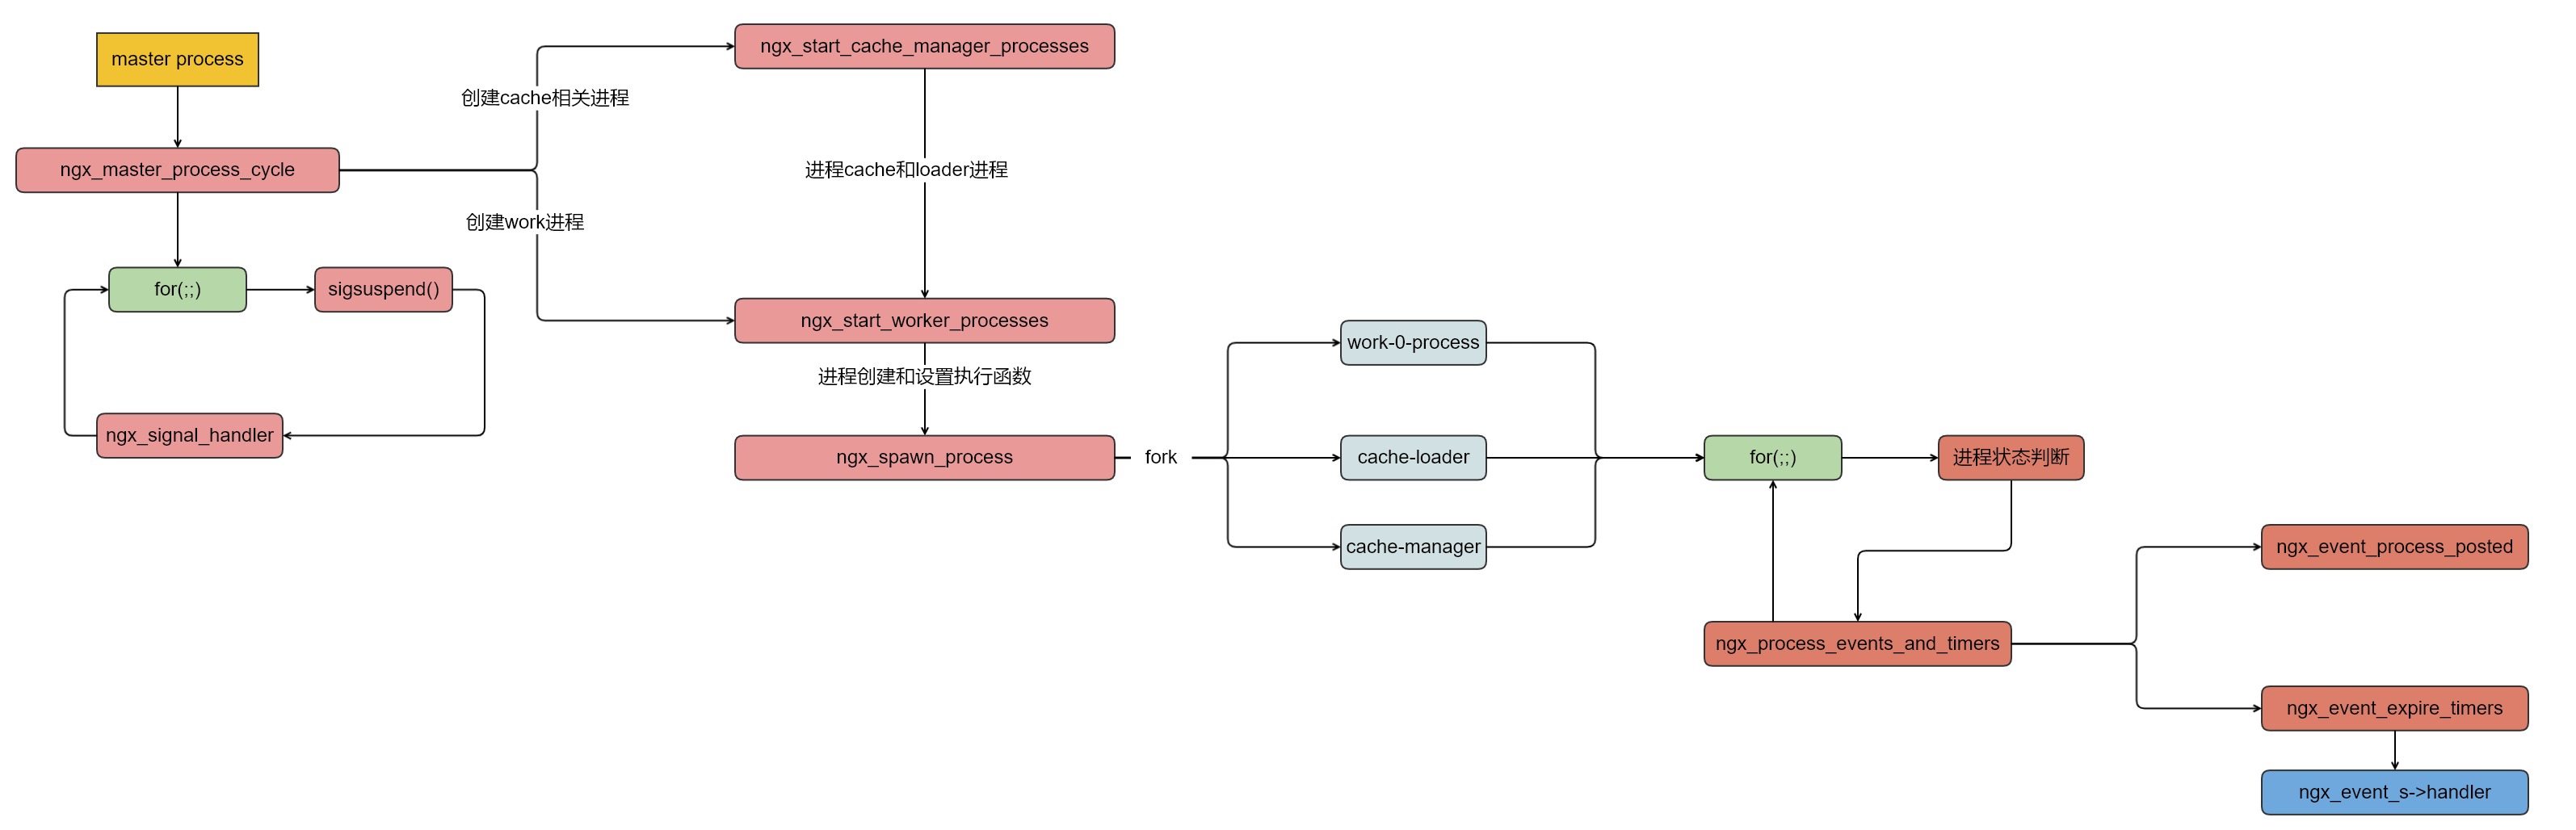 master process
ngx_master_process_cycle
for(;;)
sigsuspend()
ngx_signal_handler
创建cache相关进程
创建work进程
ngx_start_cache_manager_processes
进程cache和loader进程
ngx_start_worker_processes
进程创建和设置执行函数
ngx_spawn_process
fork
work-0-process
cache-loader
cache-manager
for(;;)
进程状态判断
ngx_process_events_and_timers
ngx_event_process_posted
ngx_event_expire_timers
ngx_event_s->handler